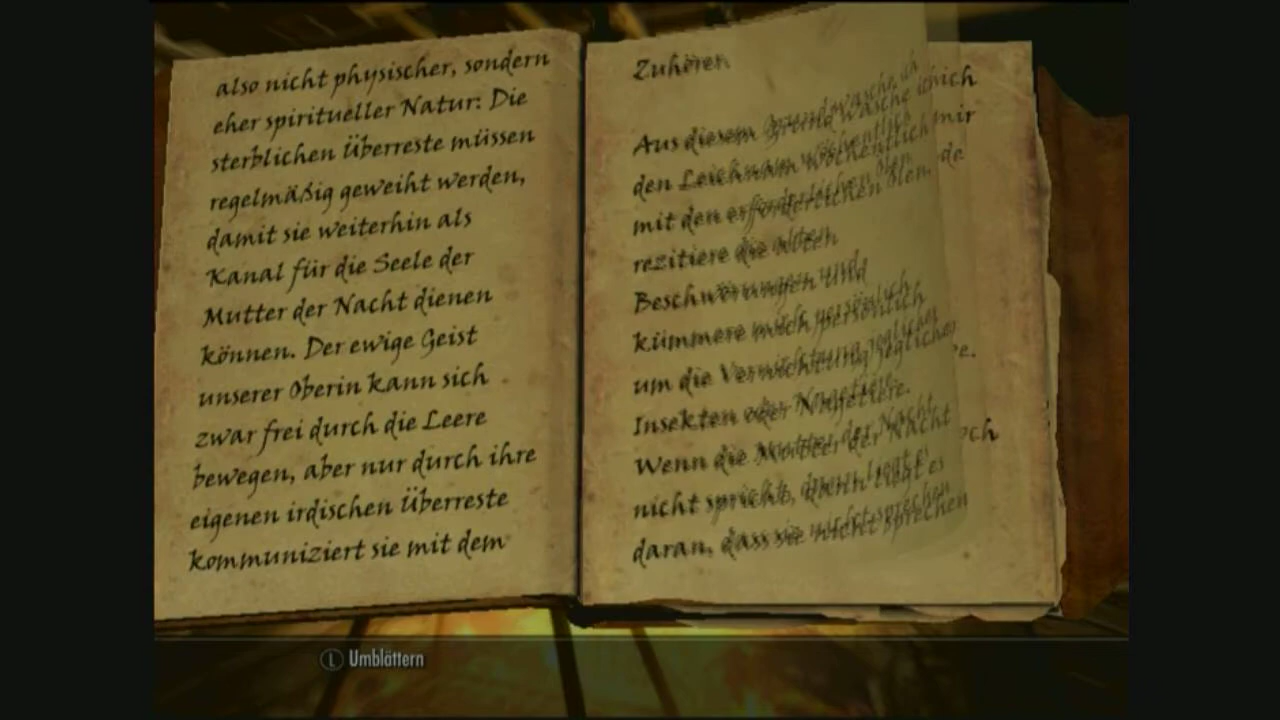 also nicht physischer, sondern
eher spiritueller Natur: Die
sterblichen Überreste müssen
regelmäßig geweiht werden,
damit sie weiterhin als
Kanal für die Seele der
Mutter der Nacht dienen
können. Der ewige Geist
unserer Oberin kann sich
zwar frei durch die Leere
bewegen, aber nur durch ihre
eigenen irdischen Überreste
kommuniziert sie mit dem
Zuhörer.
Aus diesem Grund wasche ich
den Leichnam wöchentlich
mit den erforderlichen Ölen,
rezitiere die alten
Beschwörungen und
kümmere mich persönlich
um die Vernichtung jeglicher
Insekten oder Nagetiere.
Wenn die Mutter der Nacht
nicht spricht, dann liegt es
daran, dass sie nicht sprechen
L Umblättern